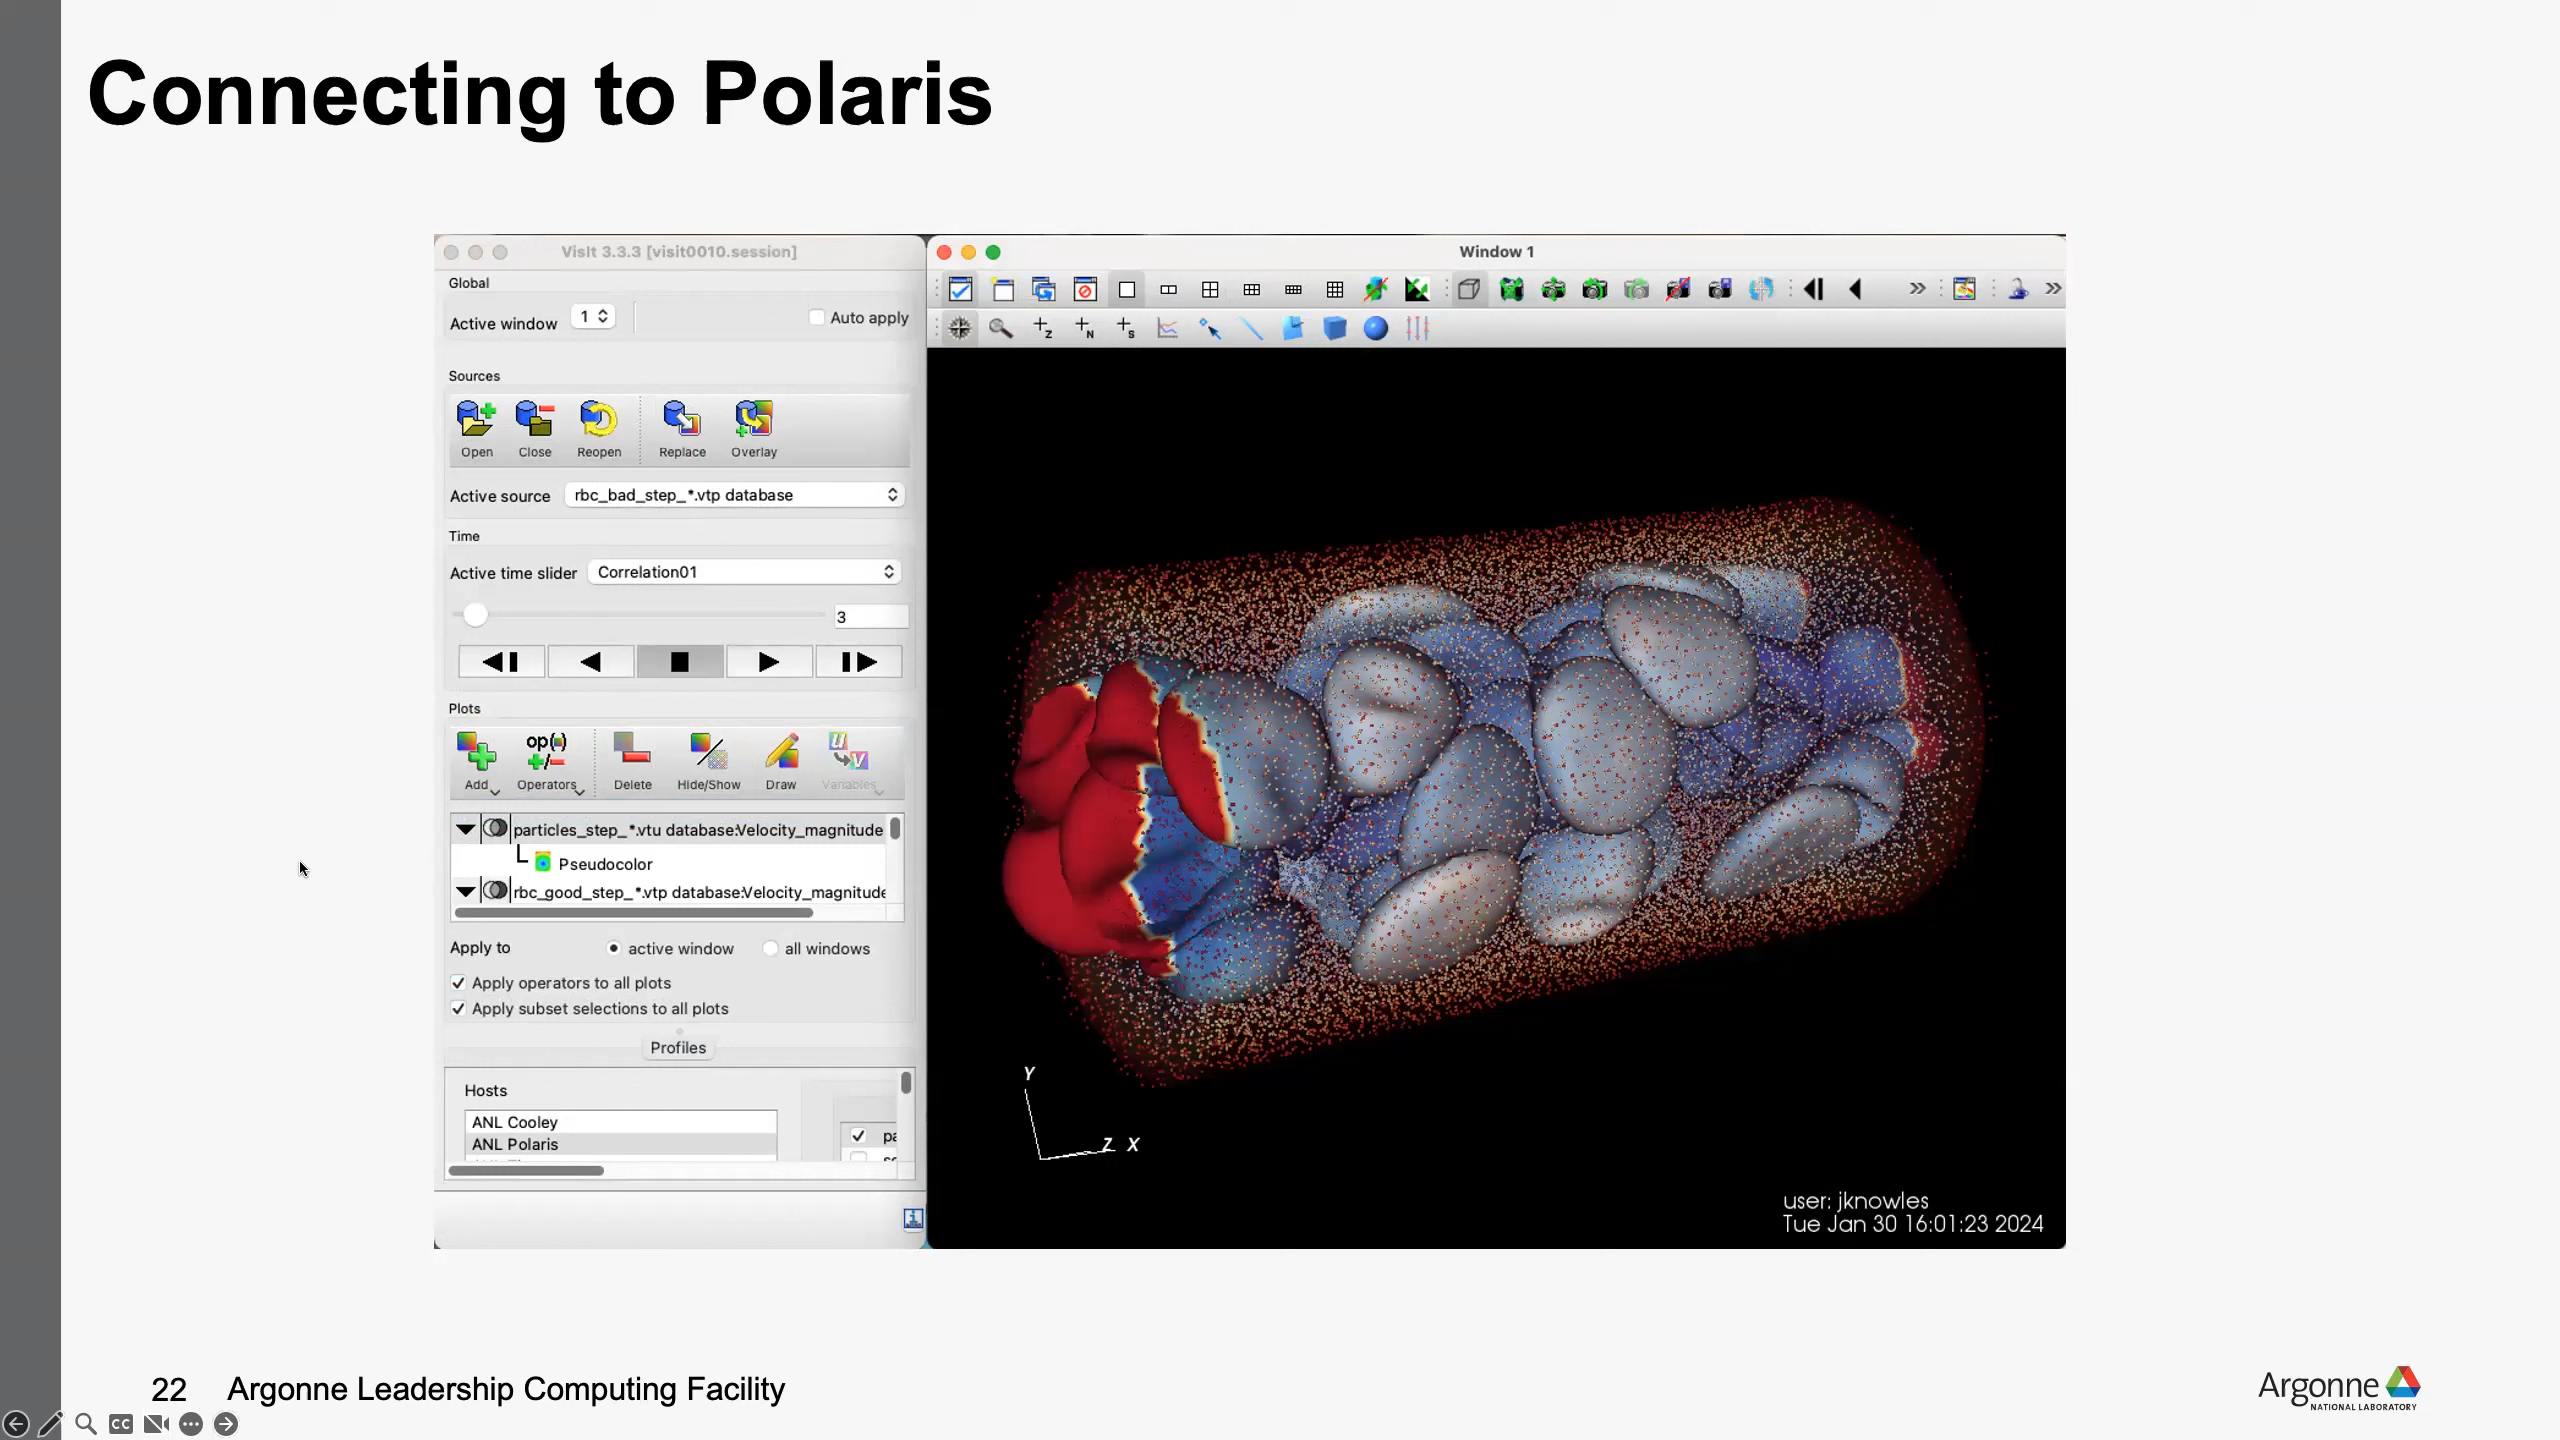 Connecting to Polaris
VisIt 3.3.3 [visit0010.session]
Global
Active window 1 Auto apply
Sources
Open Close Reopen Replace Overlay
Active source rbc_bad_step_*.vtp database
Time
Active time slider Correlation01
3
Plots
op( )
Add Operators Delete Hide/Show Draw Variables
particles_step_*.vtu database:Velocity_magnitude
Pseudocolor
rbc_good_step_*.vtp database:Velocity_magnitude
Apply to active window all windows
Apply operators to all plots
Apply subset selections to all plots
Profiles
Hosts
ANL Cooley
ANL Polaris
Window 1
Y
Z X
user: jknowles
Tue Jan 30 16:01:23 2024
22 Argonne Leadership Computing Facility
Argonne
NATIONAL LABORATORY
CC